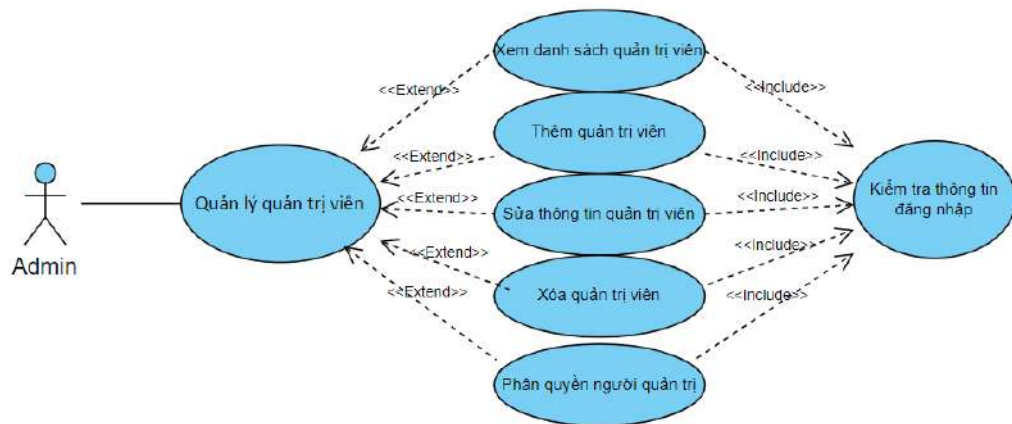 Xem danh sách quản trị viên
<<Extend>>
<<Include>>
Thêm quản trị viên
<<Extend>>
<<Include>>
Quản lý quản trị viên
<<Extend>>
Sửa thông tin quản trị viên
<<Include>>
Kiểm tra thông tin
đăng nhập
Admin
<<Extend>>
<<Include>>
Xóa quản trị viên
<<Extend>>
<<Include>>
Phân quyền người quản trị